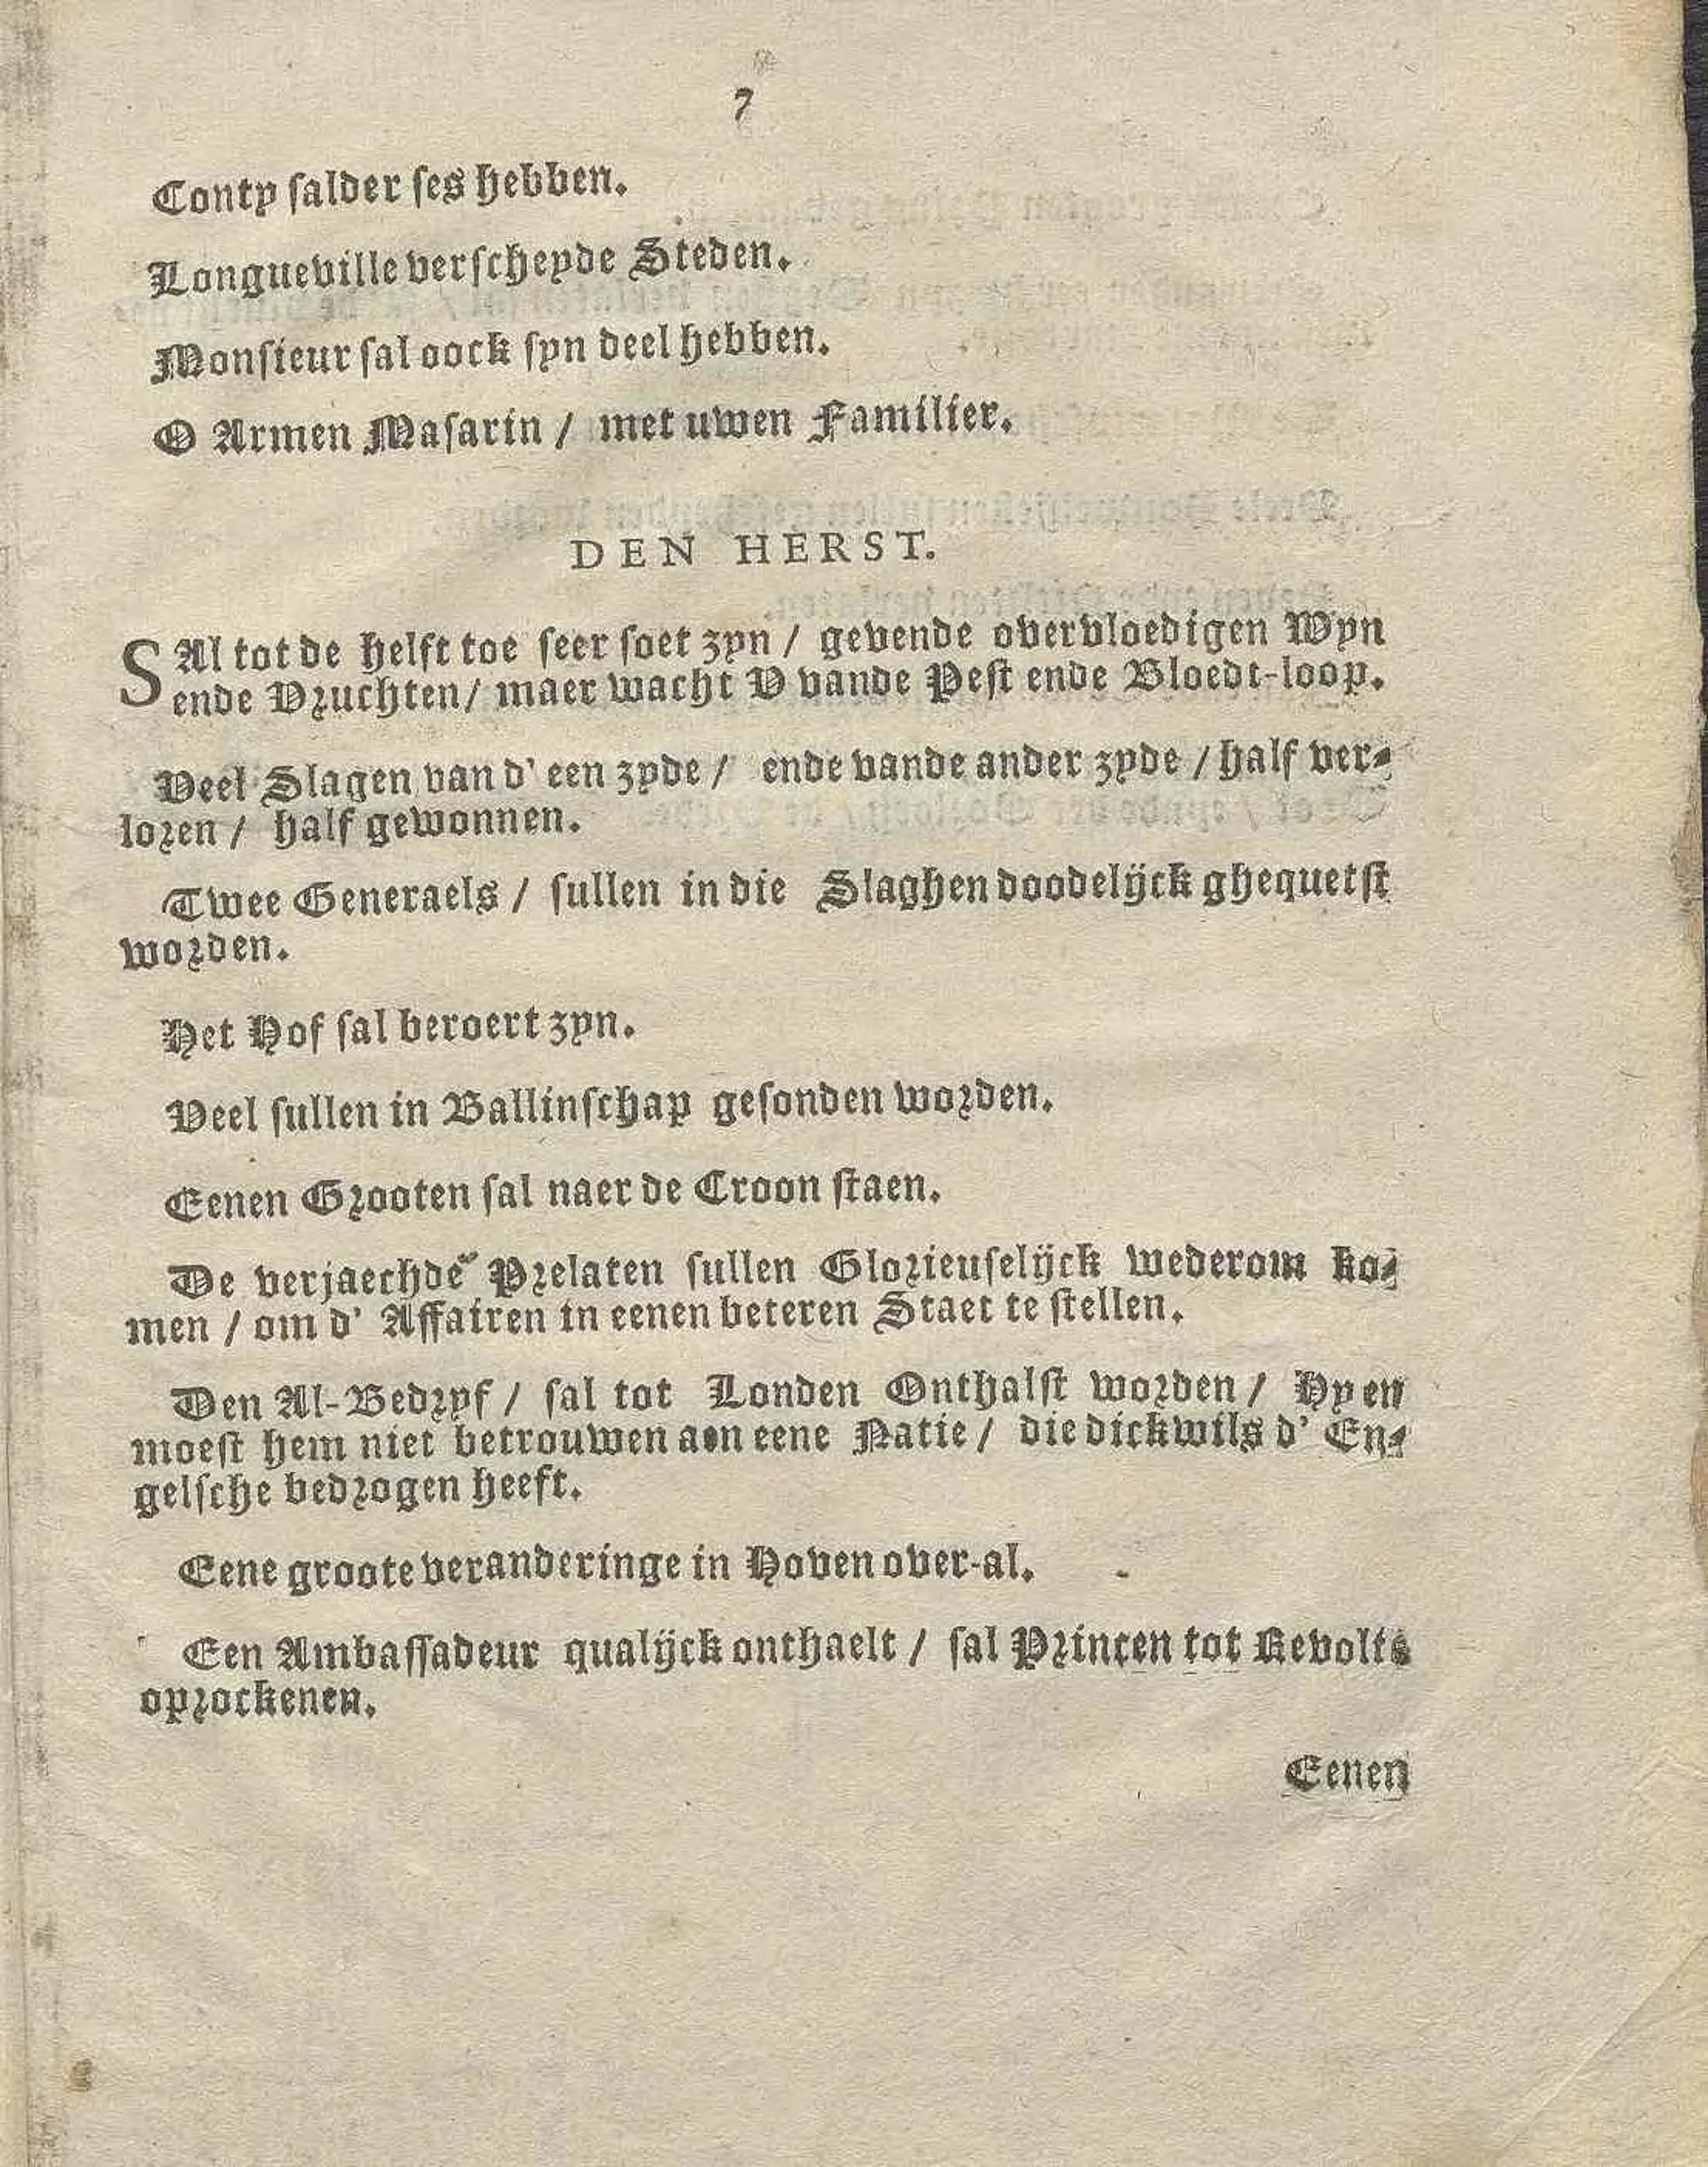 7
Conty salder ses hebben.
Longueville verscheyde Steden.
Monsieur sal oock syn deel hebben.
O Armen Masarin / met uwen Familier.
DEN HERST.
SAl tot de helft toe seer soet zyn / gevende overvloedigen Wyn
ende Vruchten / maer wacht V vande Pest ende Bloedt-loop.
Veel Slagen van d' een zyde / ende vande ander zyde / half ver-
loren / half gewonnen.
Twee Generaels / sullen in die Slaghen doodelijck ghequetst
worden.
Het Hof sal beroert zyn.
Veel sullen in Ballinschap gesonden worden.
Eenen Grooten sal naer de Croon staen.
De verjaechdē Prelaten sullen Glorieuselijck wederom ko-
men / om d' Affairen in eenen beteren Staet te stellen.
Den Al-Bedryf / sal tot Londen Onthalst worden / Hy en
moest hem niet betrouwen aen eene Natie / die dickwils d' En-
gelsche bedrogen heeft.
Eene groote veranderinge in Hoven over-al.
Een Ambassadeur qualijck onthaelt / sal Princen tot Revolte
oprockenen.
Eenen